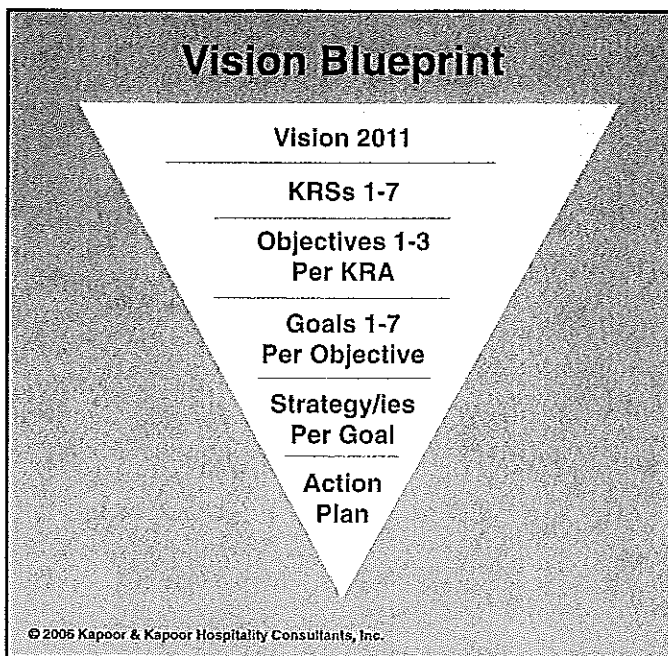 Vision Blueprint
Vision 2011
KRSs 1-7
Objectives 1-3
Per KRA
Goals 1-7
Per Objective
Strategy/ies
Per Goal
Action
Plan
© 2006 Kapoor & Kapoor Hospitality Consultants, Inc.